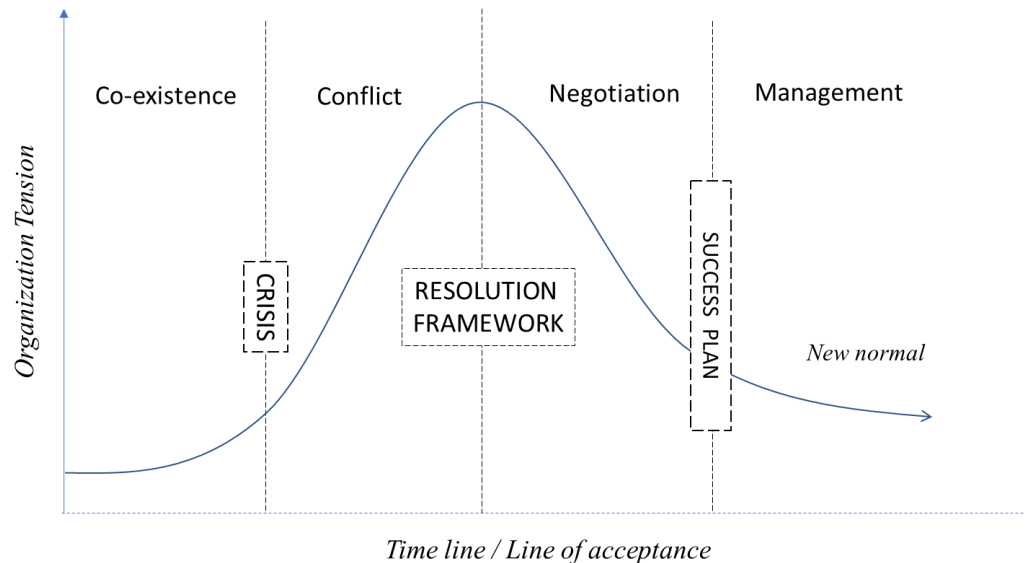 Co-existence
Conflict
Negotiation
Management
Organization Tension
CRISIS
RESOLUTION
FRAMEWORK
SUCCESS PLAN
New normal
Time line / Line of acceptance